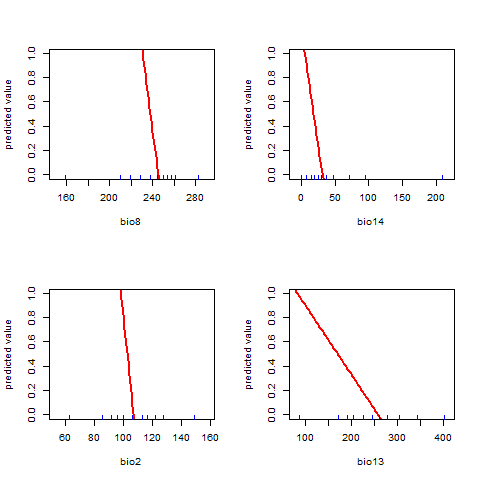 predicted value
0.0 0.2 0.4 0.6 0.8 1.0
160 200 240 280
bio8
predicted value
0.0 0.2 0.4 0.6 0.8 1.0
0 50 100 150 200
bio14
predicted value
0.0 0.2 0.4 0.6 0.8 1.0
60 80 100 120 140 160
bio2
predicted value
0.0 0.2 0.4 0.6 0.8 1.0
100 200 300 400
bio13